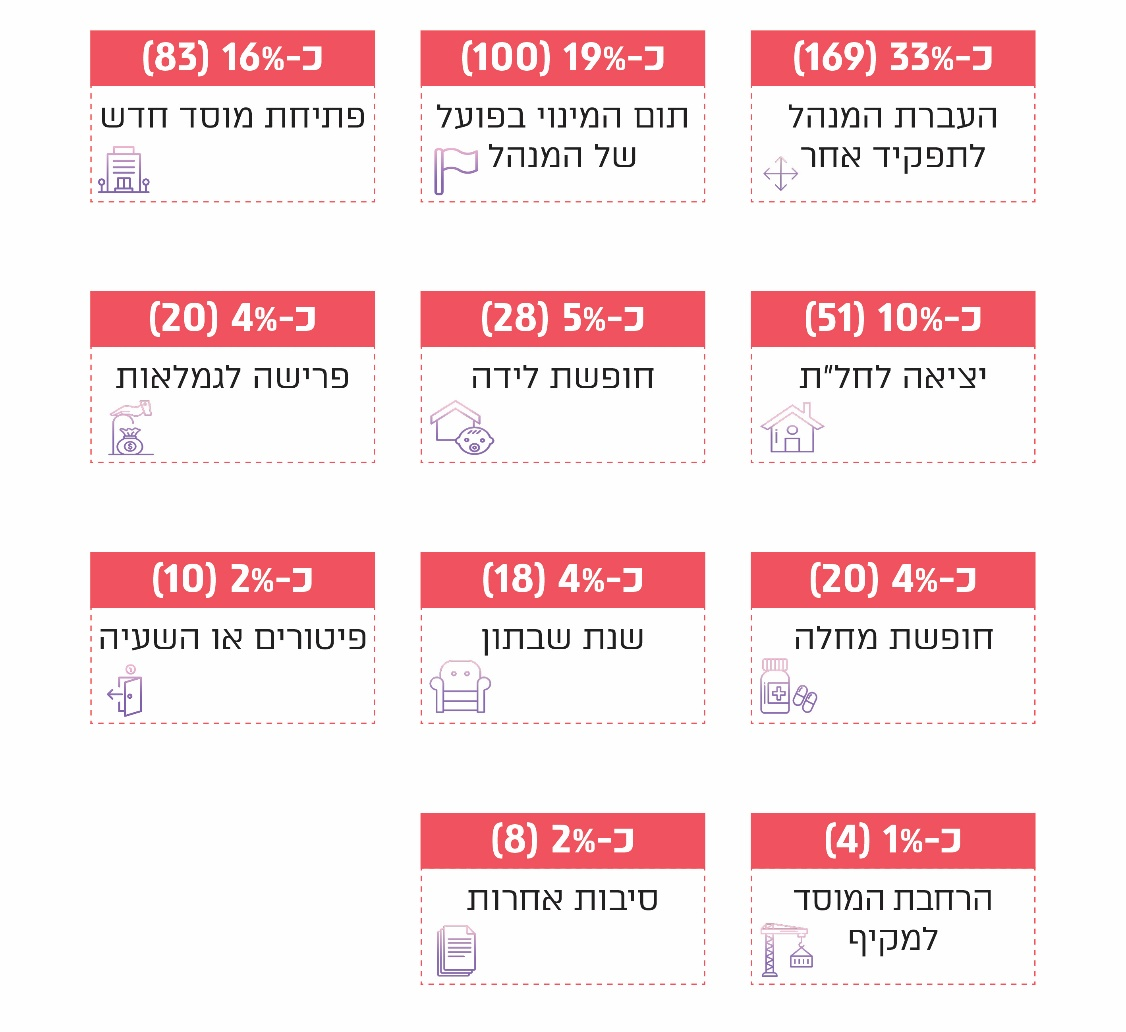 כ-33% (169)
העברת המנהל
לתפקיד אחר
כ-19% (100)
תום המינוי בפועל
של המנהל
כ-16% (83)
פתיחת מוסד חדש
כ-10% (51)
יציאה לחל"ת
כ-5% (28)
חופשת לידה
כ-4% (20)
פרישה לגמלאות
כ-4% (20)
חופשת מחלה
כ-4% (18)
שנת שבתון
כ-2% (10)
פיטורים או השעיה
כ-1% (4)
הרחבת המוסד
למקיף
כ-2% (8)
סיבות אחרות